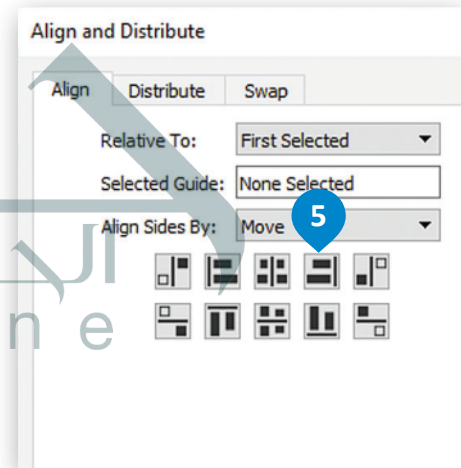 Align and Distribute
Align Distribute Swap
Relative To: First Selected
Selected Guide: None Selected
Align Sides By: Move
5
n e